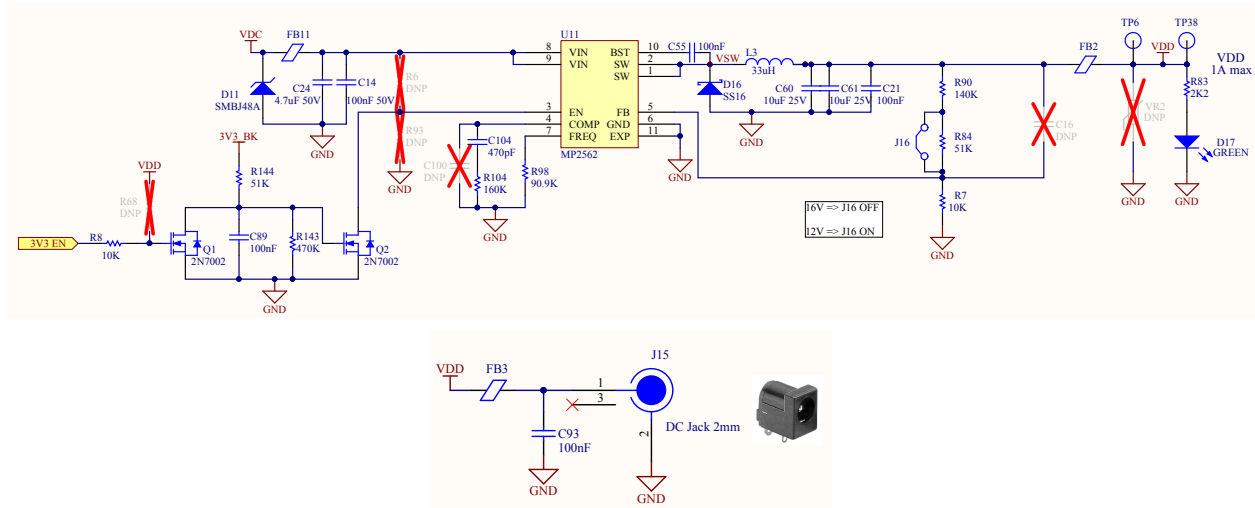 VDC
FB11
D11
SMBJ48A
C24
4.7uF 50V
C14
100nF 50V
GND
R6
DNP
R93
DNP
GND
U11
8 VIN
9 VIN
3 EN
4 COMP
7 FREQ
BST 10
SW 2
SW 1
FB 5
GND 6
EXP 11
MP2562
C55 100nF
VSW
L3
33uH
D16
SS16
GND
C60
10uF 25V
C61
10uF 25V
C21
100nF
R90
140K
J16
R84
51K
R7
10K
GND
C16
DNP
FB2
TP6
VDD
TP38
VDD
1A max
VR2
DNP
GND
R83
2K2
D17
GREEN
GND
GND
C100
DNP
C104
470pF
R104
160K
R98
90.9K
GND
16V => J16 OFF
12V => J16 ON
3V3_BK
R144
51K
VDD
R68
DNP
3V3 EN
R8
10K
Q1
2N7002
C89
100nF
R143
470K
Q2
2N7002
GND
VDD
FB3
C93
100nF
GND
1
3
2
J15
DC Jack 2mm
GND